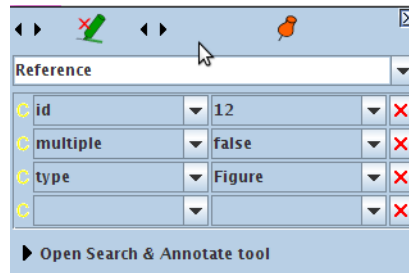 Reference
C id 12
C multiple false
C type Figure
C
Open Search & Annotate tool